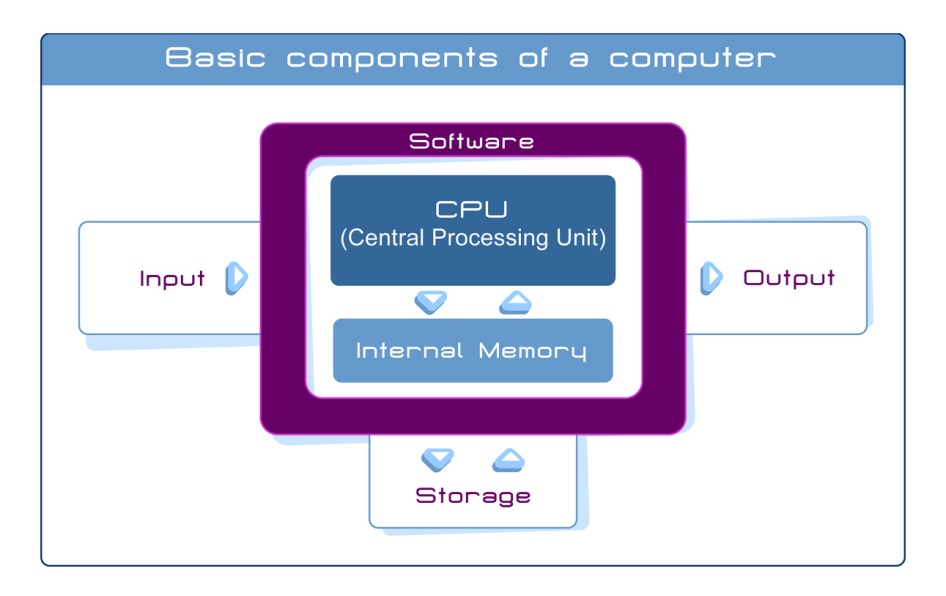 Basic components of a computer
Software
CPU
(Central Processing Unit)
Input
Output
Internal Memory
Storage